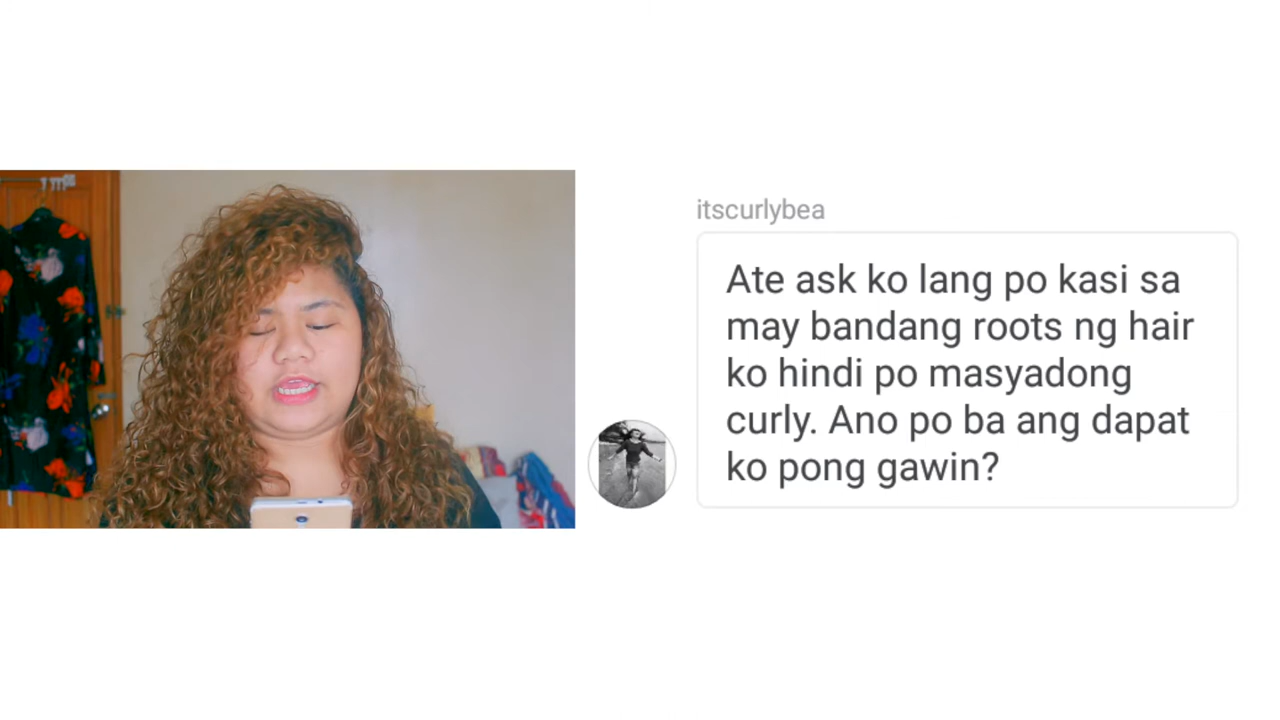 itscurlybea
Ate ask ko lang po kasi sa
may bandang roots ng hair
ko hindi po masyadong
curly. Ano po ba ang dapat
ko pong gawin?